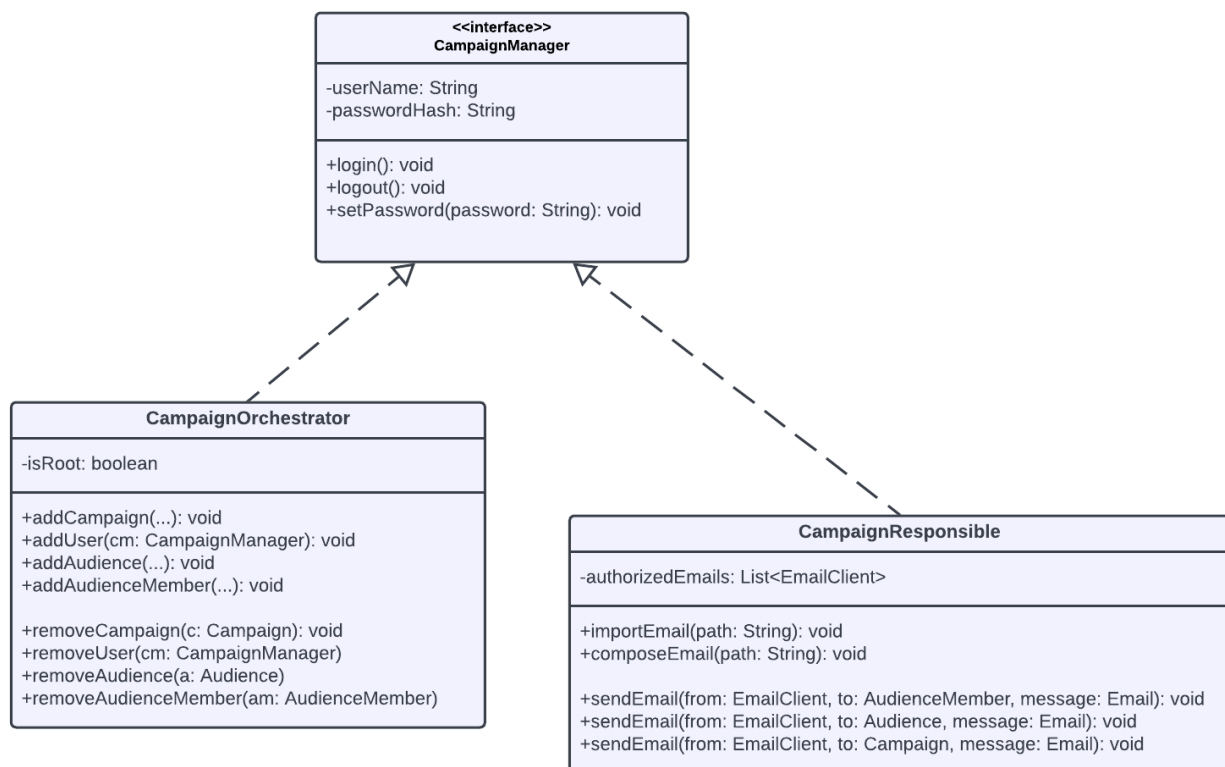 <<interface>>
CampaignManager
-userName: String
-passwordHash: String
+login(): void
+logout(): void
+setPassword(password: String): void
CampaignOrchestrator
-isRoot: boolean
+addCampaign(...): void
+addUser(cm: CampaignManager): void
+addAudience(...): void
+addAudienceMember(...): void
+removeCampaign(c: Campaign): void
+removeUser(cm: CampaignManager)
+removeAudience(a: Audience)
+removeAudienceMember(am: AudienceMember)
CampaignResponsible
-authorizedEmails: List<EmailClient>
+importEmail(path: String): void
+composeEmail(path: String): void
+sendEmail(from: EmailClient, to: AudienceMember, message: Email): void
+sendEmail(from: EmailClient, to: Audience, message: Email): void
+sendEmail(from: EmailClient, to: Campaign, message: Email): void